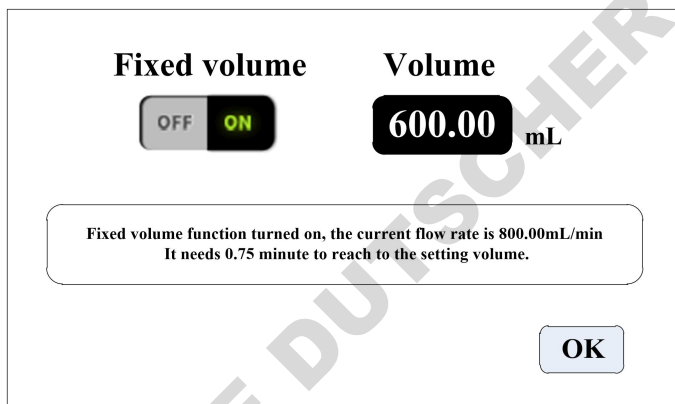 Fixed volume Volume
OFF ON 600.00 mL
Fixed volume function turned on, the current flow rate is 800.00mL/min
It needs 0.75 minute to reach to the setting volume.
OK
E DUTSCHER